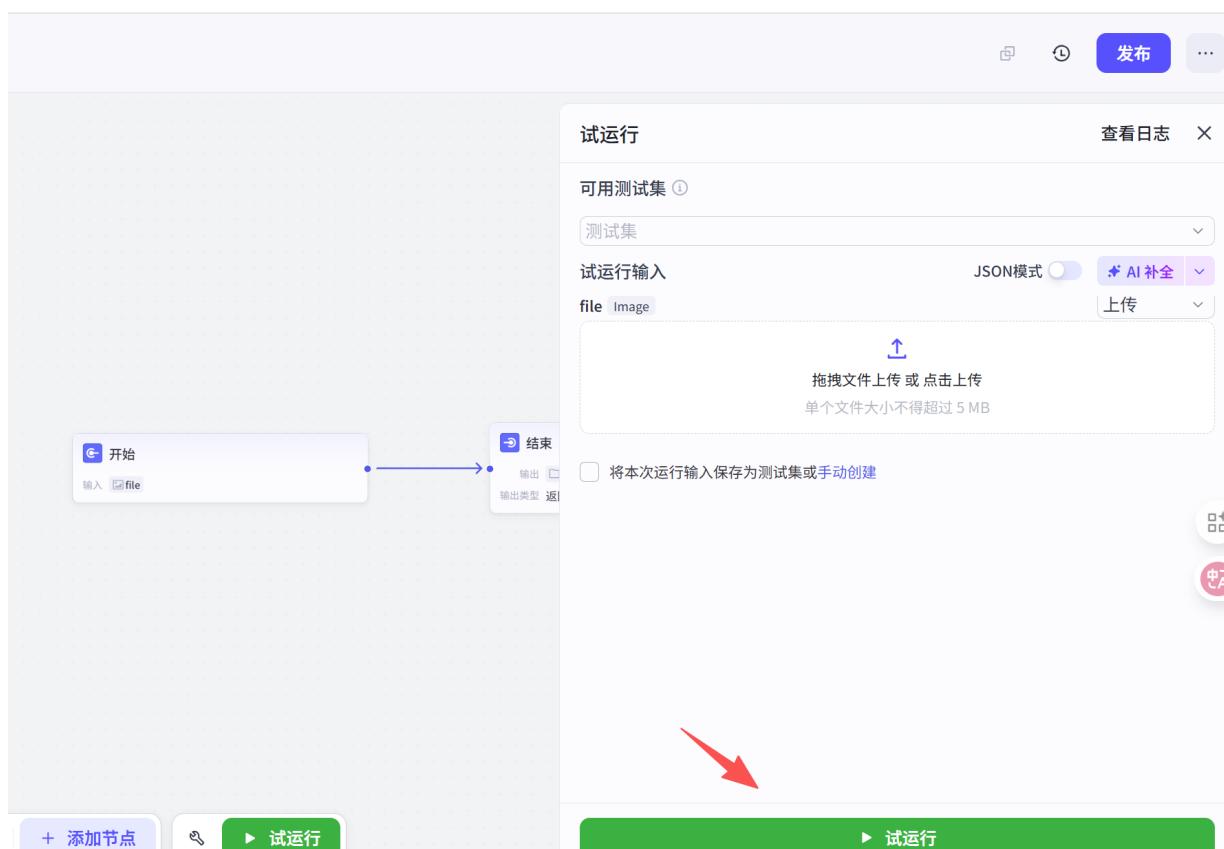 发布
试运行
查看日志
可用测试集
测试集
试运行输入
JSON模式
AI 补全
file
Image
上传
拖拽文件上传 或 点击上传
单个文件大小不得超过 5 MB
将本次运行输入保存为测试集或手动创建
开始
输入
file
结束
输出
输出类型
添加节点
试运行
试运行